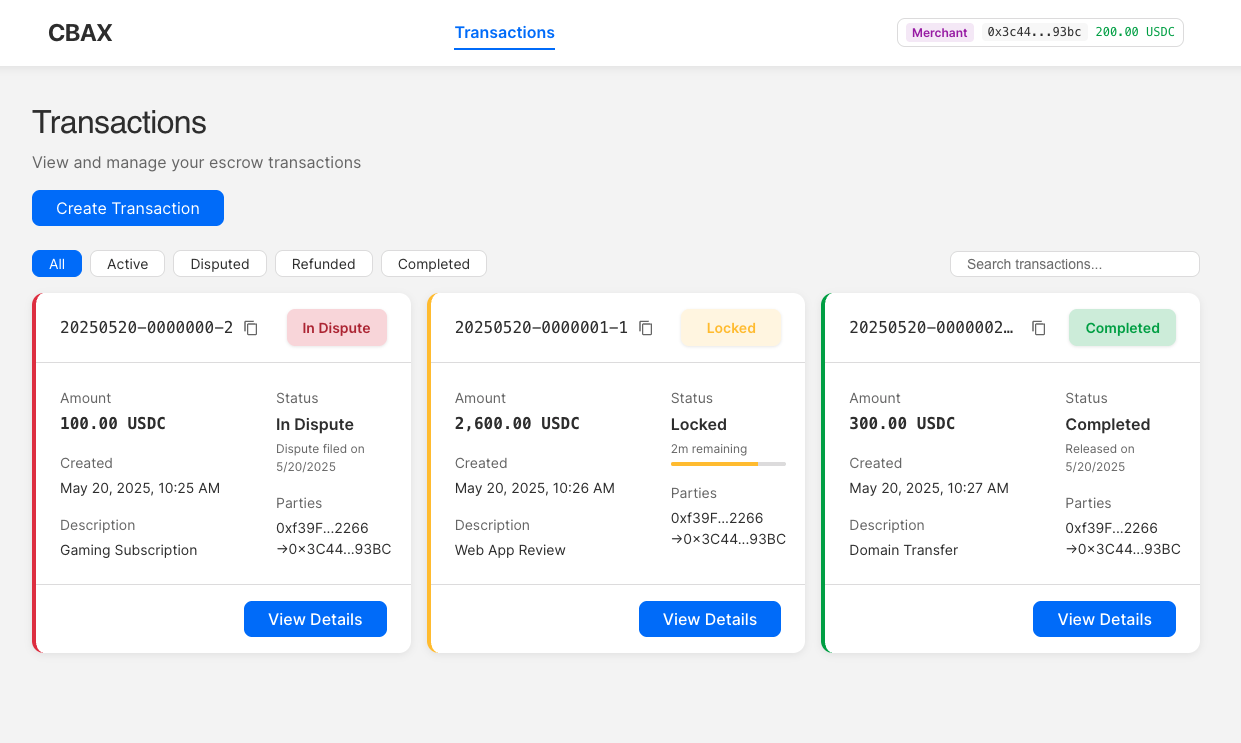 CBAX
Transactions
Merchant 0x3c44...93bc 200.00 USDC
Transactions
View and manage your escrow transactions
Create Transaction
All
Active
Disputed
Refunded
Completed
Search transactions...
20250520-0000000-2
In Dispute
Amount
100.00 USDC
Created
May 20, 2025, 10:25 AM
Description
Gaming Subscription
Status
In Dispute
Dispute filed on
5/20/2025
Parties
0xf39F...2266
→0x3C44...93BC
View Details
20250520-0000001-1
Locked
Amount
2,600.00 USDC
Created
May 20, 2025, 10:26 AM
Description
Web App Review
Status
Locked
2m remaining
Parties
0xf39F...2266
→0x3C44...93BC
View Details
20250520-0000002…
Completed
Amount
300.00 USDC
Created
May 20, 2025, 10:27 AM
Description
Domain Transfer
Status
Completed
Released on
5/20/2025
Parties
0xf39F...2266
→0x3C44...93BC
View Details